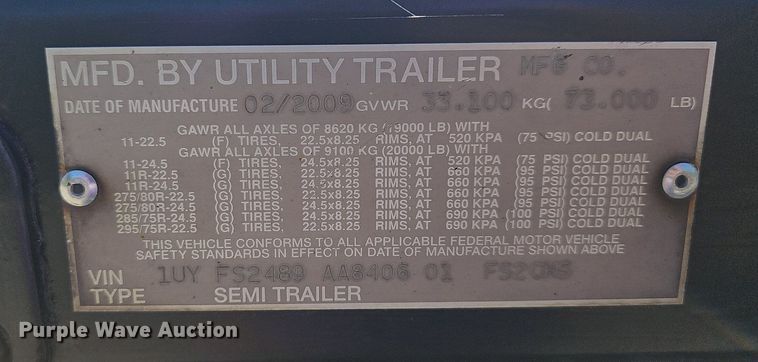 MFD. BY UTILITY TRAILER MFG CO.
DATE OF MANUFACTURE 02/2009 GVWR 33.100 KG( 73.000 LB)
GAWR ALL AXLES OF 8620 KG (19000 LB) WITH
11-22.5 (F) TIRES, 22.5x8.25 RIMS, AT 520 KPA (75 PSI) COLD DUAL
GAWR ALL AXLES OF 9100 KG (20000 LB) WITH
11-24.5 (F) TIRES, 24.5x8.25 RIMS, AT 520 KPA (75 PSI) COLD DUAL
11R-22.5 (G) TIRES, 22.5x8.25 RIMS, AT 660 KPA (95 PSI) COLD DUAL
11R-24.5 (G) TIRES, 24.5x8.25 RIMS, AT 660 KPA (95 PSI) COLD DUAL
275/80R-22.5 (G) TIRES, 22.5x8.25 RIMS, AT 660 KPA (95 PSI) COLD DUAL
275/80R-24.5 (G) TIRES, 24.5x8.25 RIMS, AT 660 KPA (95 PSI) COLD DUAL
285/75R-24.5 (G) TIRES, 24.5x8.25 RIMS, AT 690 KPA (100 PSI) COLD DUAL
295/75R-22.5 (G) TIRES, 22.5x8.25 RIMS, AT 690 KPA (100 PSI) COLD DUAL
THIS VEHICLE CONFORMS TO ALL APPLICABLE FEDERAL MOTOR VEHICLE
SAFETY STANDARDS IN EFFECT ON DATE OF MANUFACTURE SHOWN ABOVE
VIN 1UY FS2489 AA8406 01
TYPE SEMI TRAILER
Purple Wave Auction